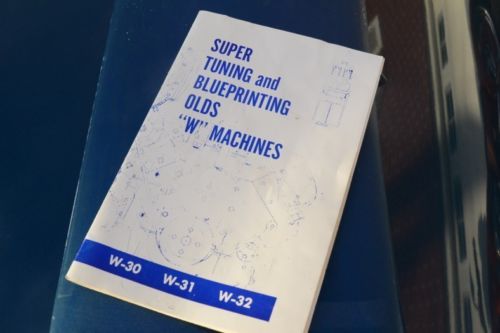 SUPER
TUNING and
BLUEPRINTING
OLDS
"W" MACHINES
W-30 W-31 W-32